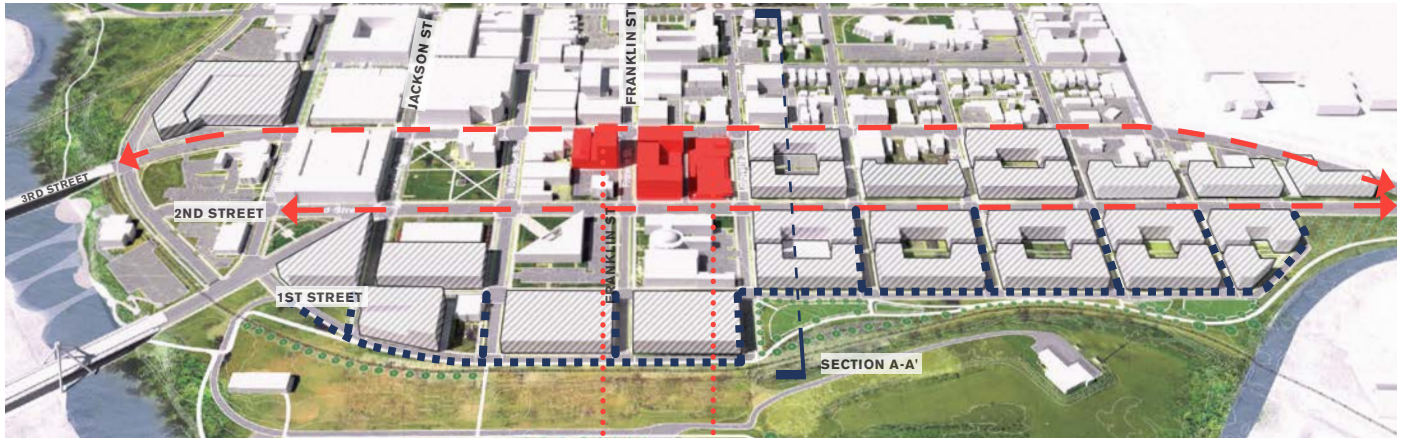 JACKSON ST
FRANKLIN ST
3RD STREET
2ND STREET
FRANKLIN ST
1ST STREET
SECTION A-A'